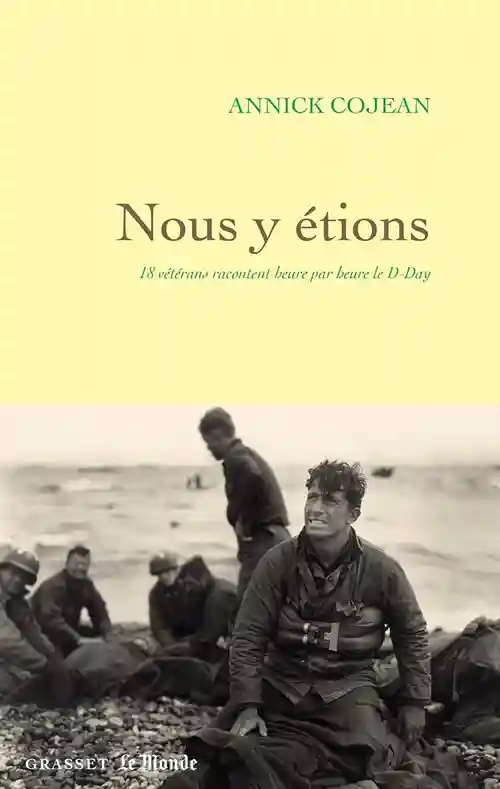 ANNICK COJEAN
Nous y étions
18 vétérans racontent heure par heure le D-Day
GRASSET Le Monde